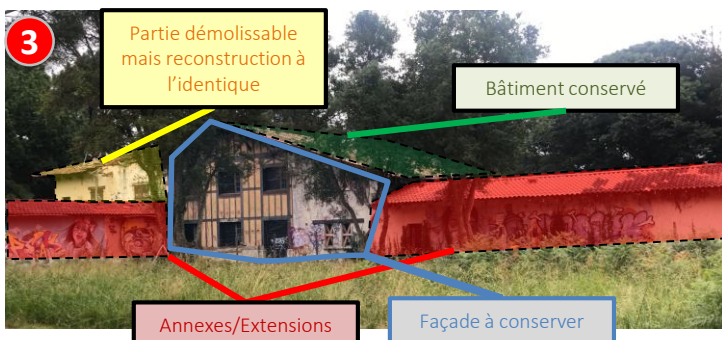 3
Partie démolissable
mais reconstruction à
l'identique
Bâtiment conservé
Annexes/Extensions
Façade à conserver